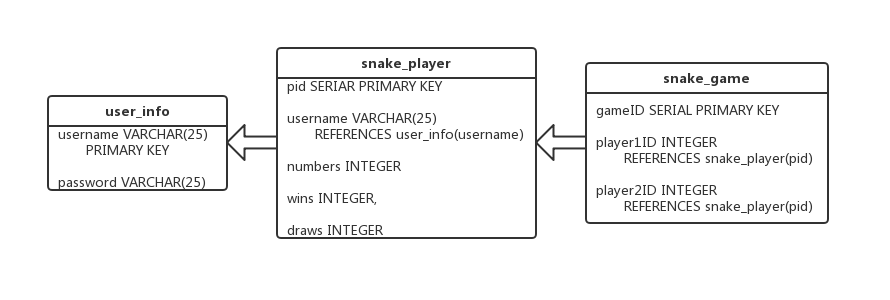 user_info
username VARCHAR(25)
PRIMARY KEY
password VARCHAR(25)
snake_player
pid SERIAR PRIMARY KEY
username VARCHAR(25)
REFERENCES user_info(username)
numbers INTEGER
wins INTEGER,
draws INTEGER
snake_game
gameID SERIAL PRIMARY KEY
player1ID INTEGER
REFERENCES snake_player(pid)
player2ID INTEGER
REFERENCES snake_player(pid)